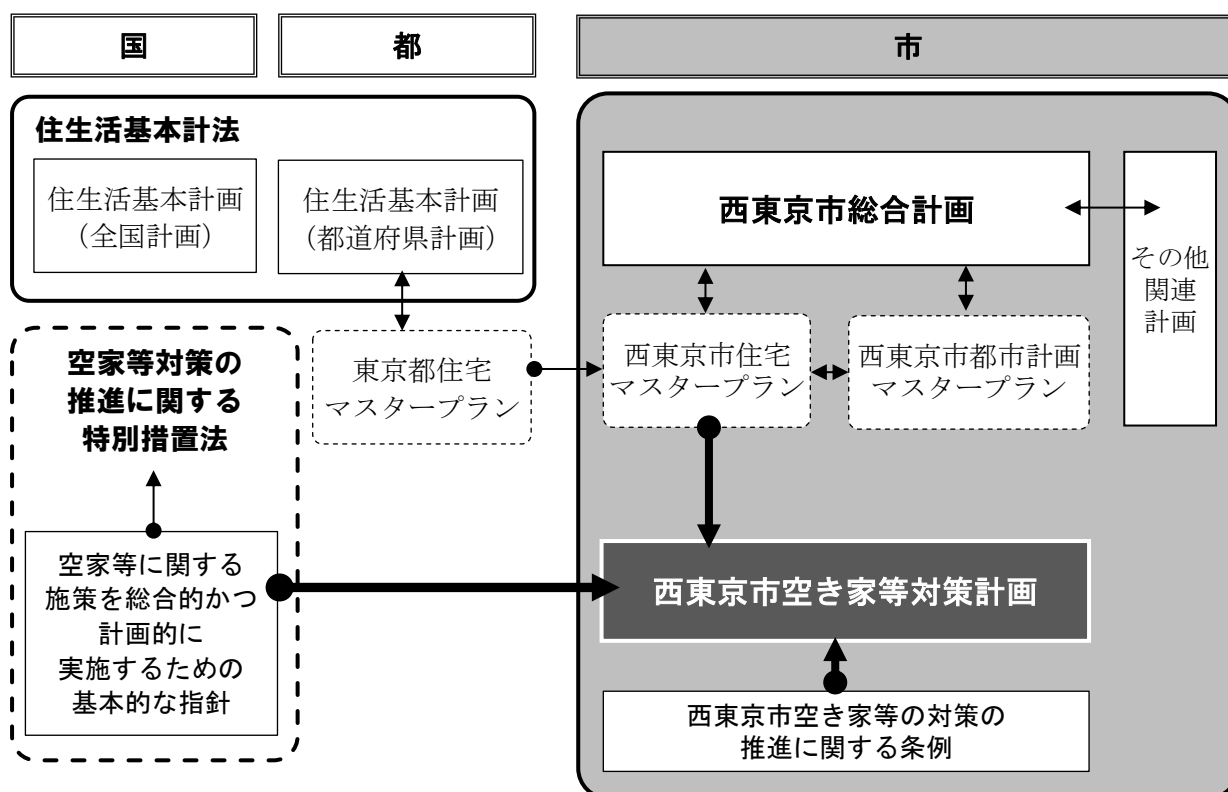 国
都
市
住生活基本計法
住生活基本計画
(全国計画)
住生活基本計画
(都道府県計画)
西東京市総合計画
その他
関連
計画
東京都住宅
マスタープラン
西東京市住宅
マスタープラン
西東京市都市計画
マスタープラン
空家等対策の
推進に関する
特別措置法
空家等に関する
施策を総合的かつ
計画的に
実施するための
基本的な指針
西東京市空き家等対策計画
西東京市空き家等の対策の
推進に関する条例